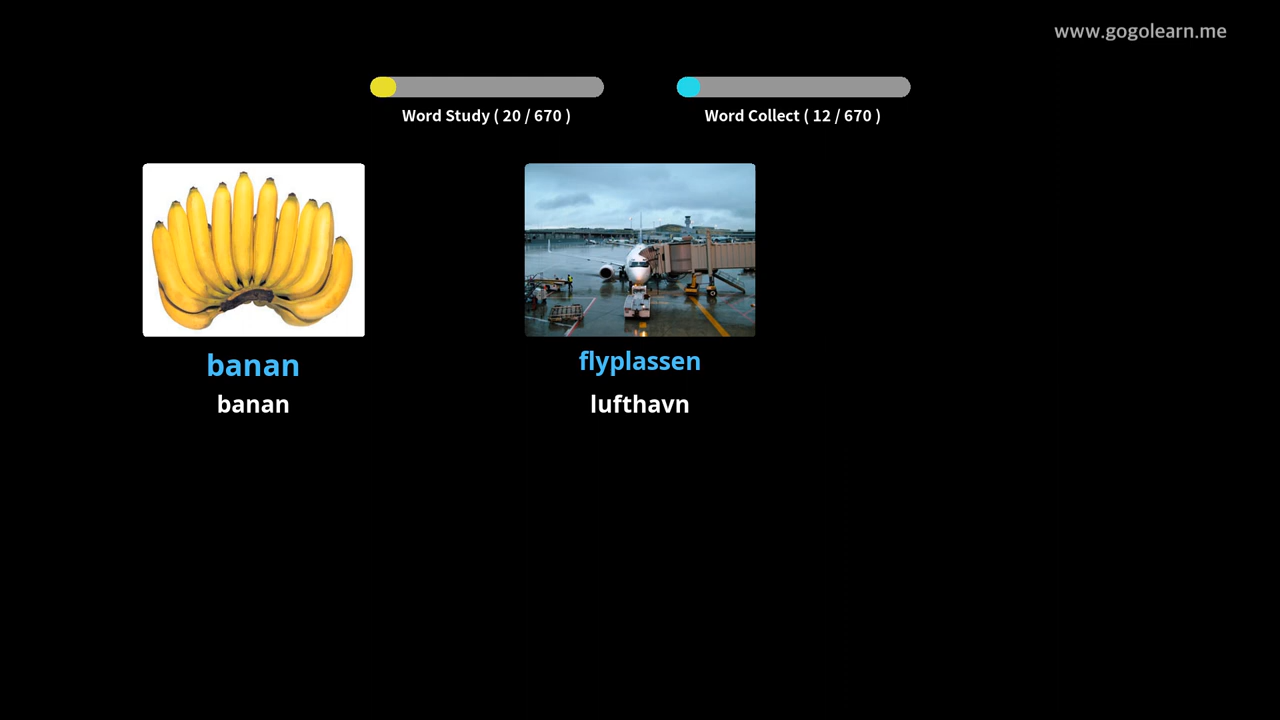 www.gogolearn.me
Word Study ( 20 / 670 )
Word Collect ( 12 / 670 )
banan
banan
flyplassen
lufthavn